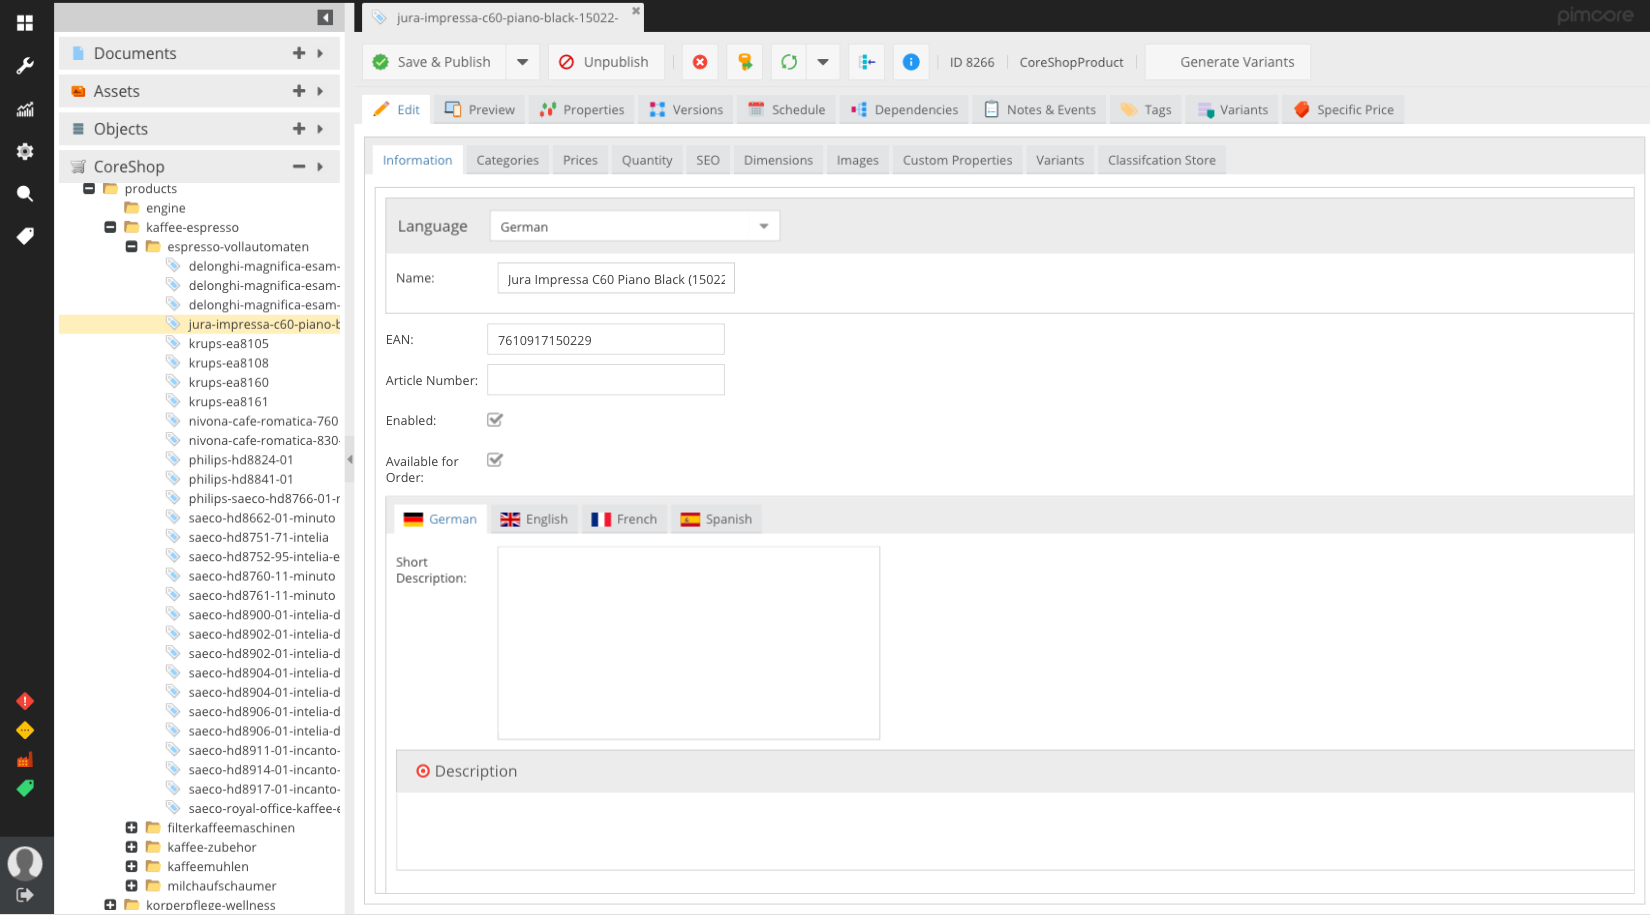 jura-impressa-c60-piano-black-15022-
pimcore
Documents
Assets
Objects
CoreShop
products
engine
kaffee-espresso
espresso-vollautomaten
delonghi-magnifica-esam-
delonghi-magnifica-esam-
delonghi-magnifica-esam-
jura-impressa-c60-piano-b
krups-ea8105
krups-ea8108
krups-ea8160
krups-ea8161
nivona-cafe-romatica-760
nivona-cafe-romatica-830-
philips-hd8824-01
philips-hd8841-01
philips-saeco-hd8766-01-r
saeco-hd8662-01-minuto
saeco-hd8751-71-intelia
saeco-hd8752-95-intelia-e
saeco-hd8760-11-minuto
saeco-hd8761-11-minuto
saeco-hd8900-01-intelia-d
saeco-hd8902-01-intelia-d
saeco-hd8902-01-intelia-d
saeco-hd8904-01-intelia-d
saeco-hd8904-01-intelia-d
saeco-hd8906-01-intelia-d
saeco-hd8906-01-intelia-d
saeco-hd8911-01-incanto-
saeco-hd8914-01-incanto-
saeco-hd8917-01-incanto-
saeco-royal-office-kaffee-e
filterkaffeemaschinen
kaffee-zubehor
kaffeemuhlen
milchaufschaumer
korperpflege-wellness
Save & Publish
Unpublish
ID 8266
CoreShopProduct
Generate Variants
Edit
Preview
Properties
Versions
Schedule
Dependencies
Notes & Events
Tags
Variants
Specific Price
Information
Categories
Prices
Quantity
SEO
Dimensions
Images
Custom Properties
Variants
Classifcation Store
Language
German
Name:
Jura Impressa C60 Piano Black (15022
EAN:
7610917150229
Article Number:
Enabled:
Available for
Order:
German
English
French
Spanish
Short
Description:
Description